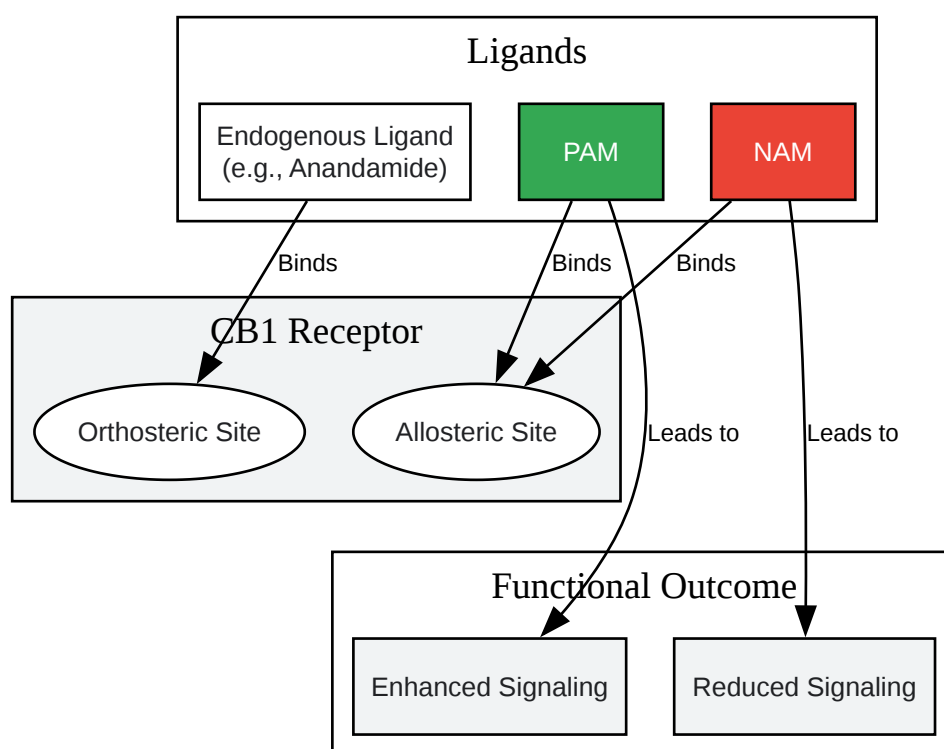 Ligands
Endogenous Ligand
(e.g., Anandamide)
PAM
NAM
Binds
Binds
Binds
CB1 Receptor
Orthosteric Site
Allosteric Site
Leads to
Leads to
Functional Outcome
Enhanced Signaling
Reduced Signaling